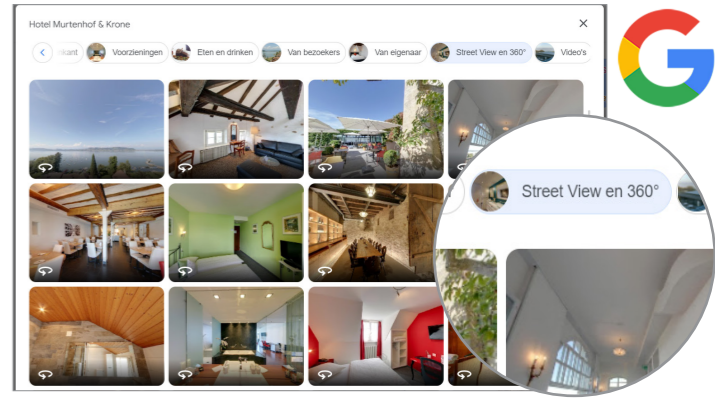 Hotel Murtenhof & Krone
Voorzieningen
Eten en drinken
Van bezoekers
Van eigenaar
Street View en 360°
Video's
Street View en 360°